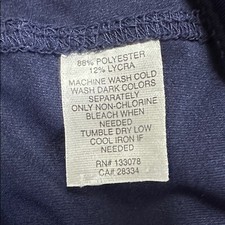 88% POLYESTER
12% LYCRA
MACHINE WASH COLD
WASH DARK COLORS
SEPARATELY
ONLY NON-CHLORINE
BLEACH WHEN
NEEDED
TUMBLE DRY LOW
COOL IRON IF
NEEDED
RN# 133078
CA# 28334